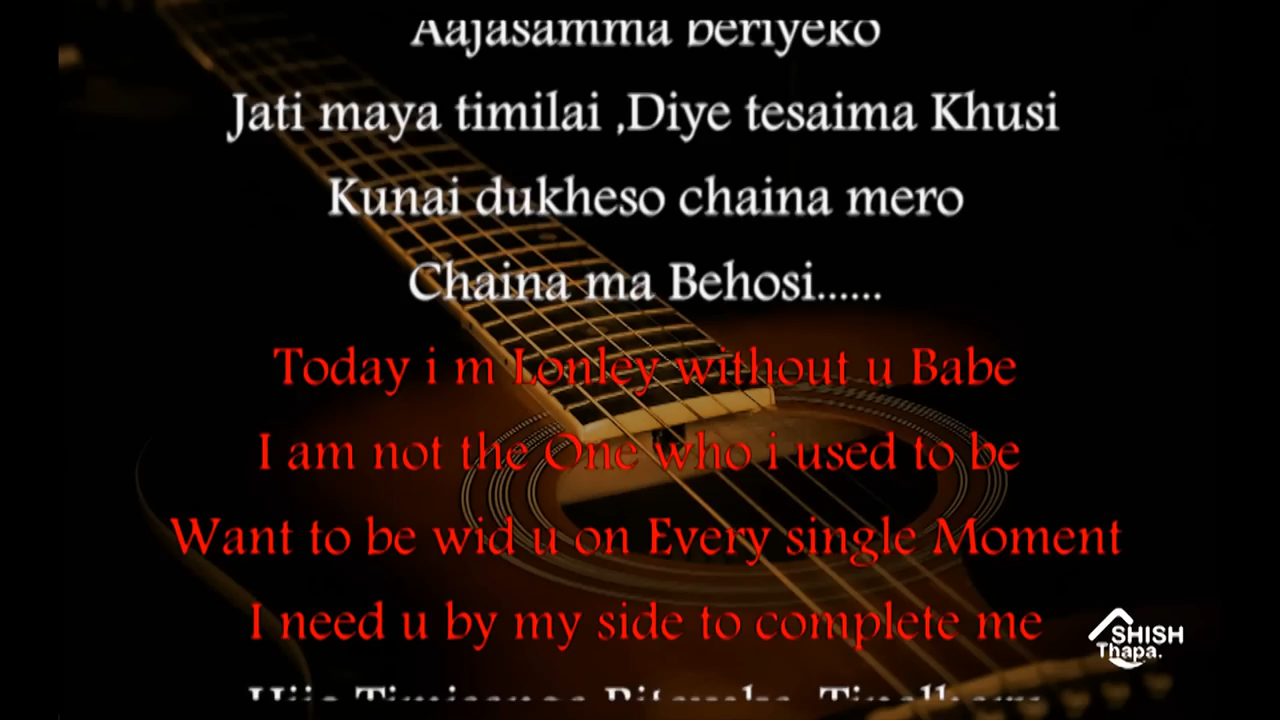 Aajasamma beriyeko
Jati maya timilai ,Diye tesaima Khusi
Kunai dukheso chaina mero
Chaina ma Behosi......
Today i m Lonley without u Babe
I am not the One who i used to be
Want to be wid u on Every single Moment
I need u by my side to complete me
SHISH
Thapa.